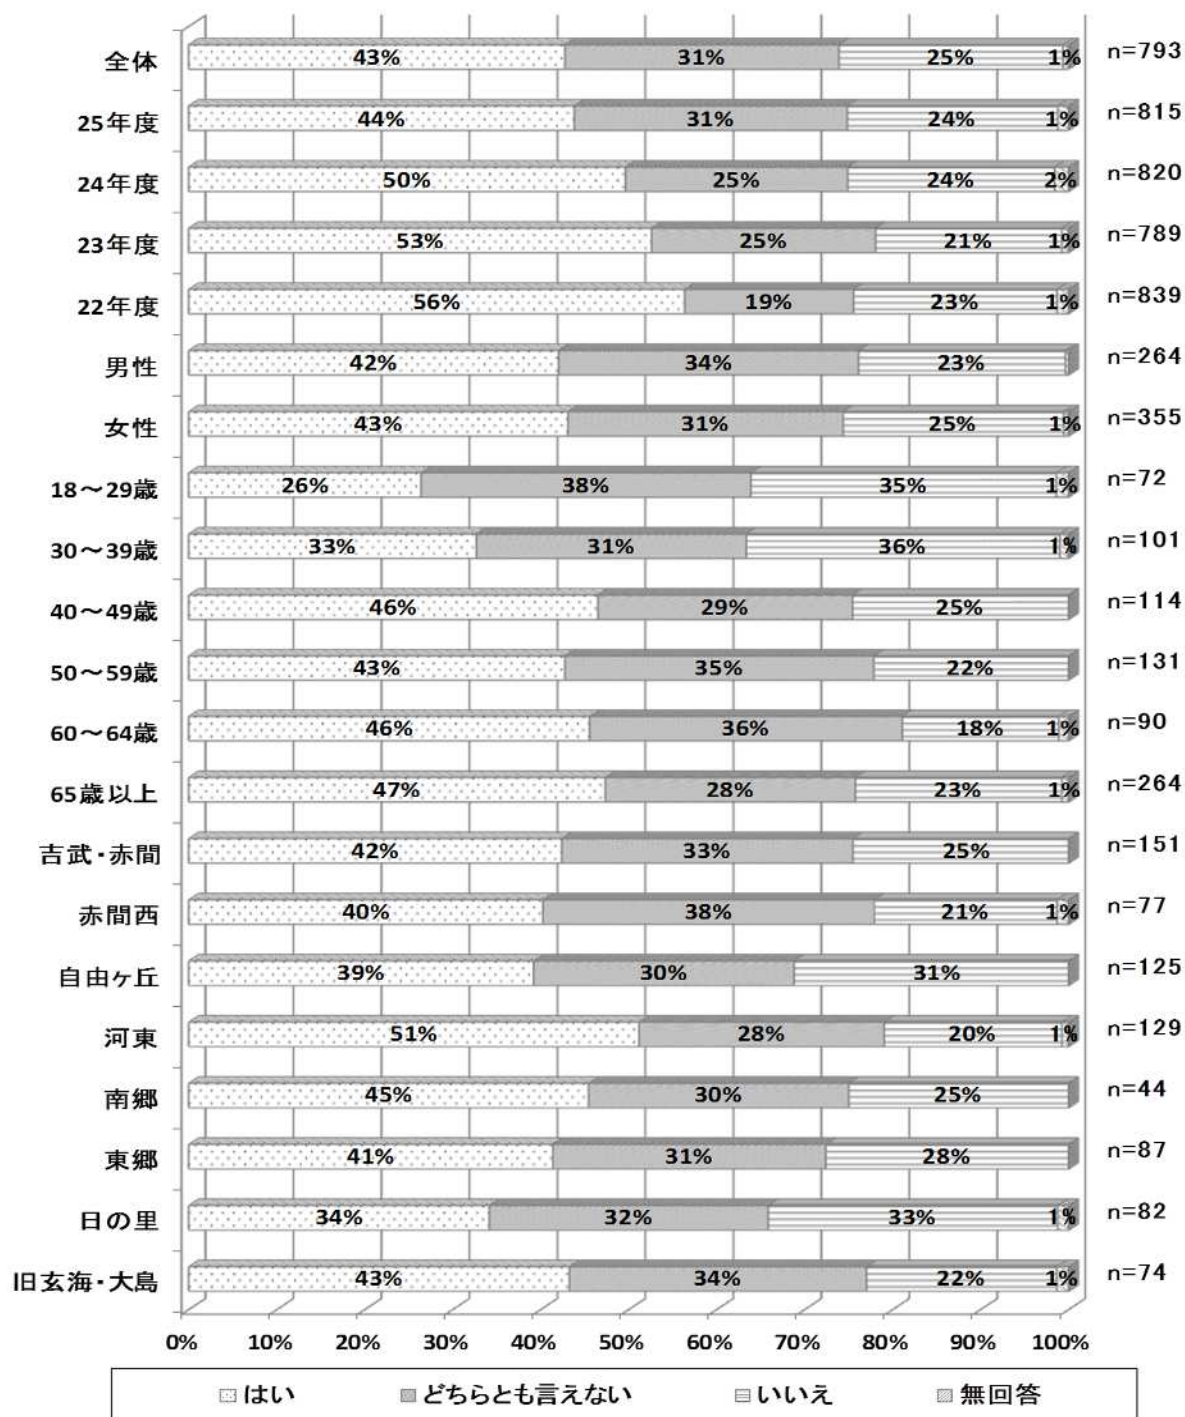 全体 43% 31% 25% 1% n=793
25年度 44% 31% 24% 1% n=815
24年度 50% 25% 24% 2% n=820
23年度 53% 25% 21% 1% n=789
22年度 56% 19% 23% 1% n=839
男性 42% 34% 23% n=264
女性 43% 31% 25% 1% n=355
18～29歳 26% 38% 35% 1% n=72
30～39歳 33% 31% 36% 1% n=101
40～49歳 46% 29% 25% n=114
50～59歳 43% 35% 22% n=131
60～64歳 46% 36% 18% 1% n=90
65歳以上 47% 28% 23% 1% n=264
吉武・赤間 42% 33% 25% n=151
赤間西 40% 38% 21% 1% n=77
自由ヶ丘 39% 30% 31% n=125
河東 51% 28% 20% 1% n=129
南郷 45% 30% 25% n=44
東郷 41% 31% 28% n=87
日の里 34% 32% 33% 1% n=82
旧玄海・大島 43% 34% 22% 1% n=74
0% 10% 20% 30% 40% 50% 60% 70% 80% 90% 100%
はい どちらとも言えない いいえ 無回答